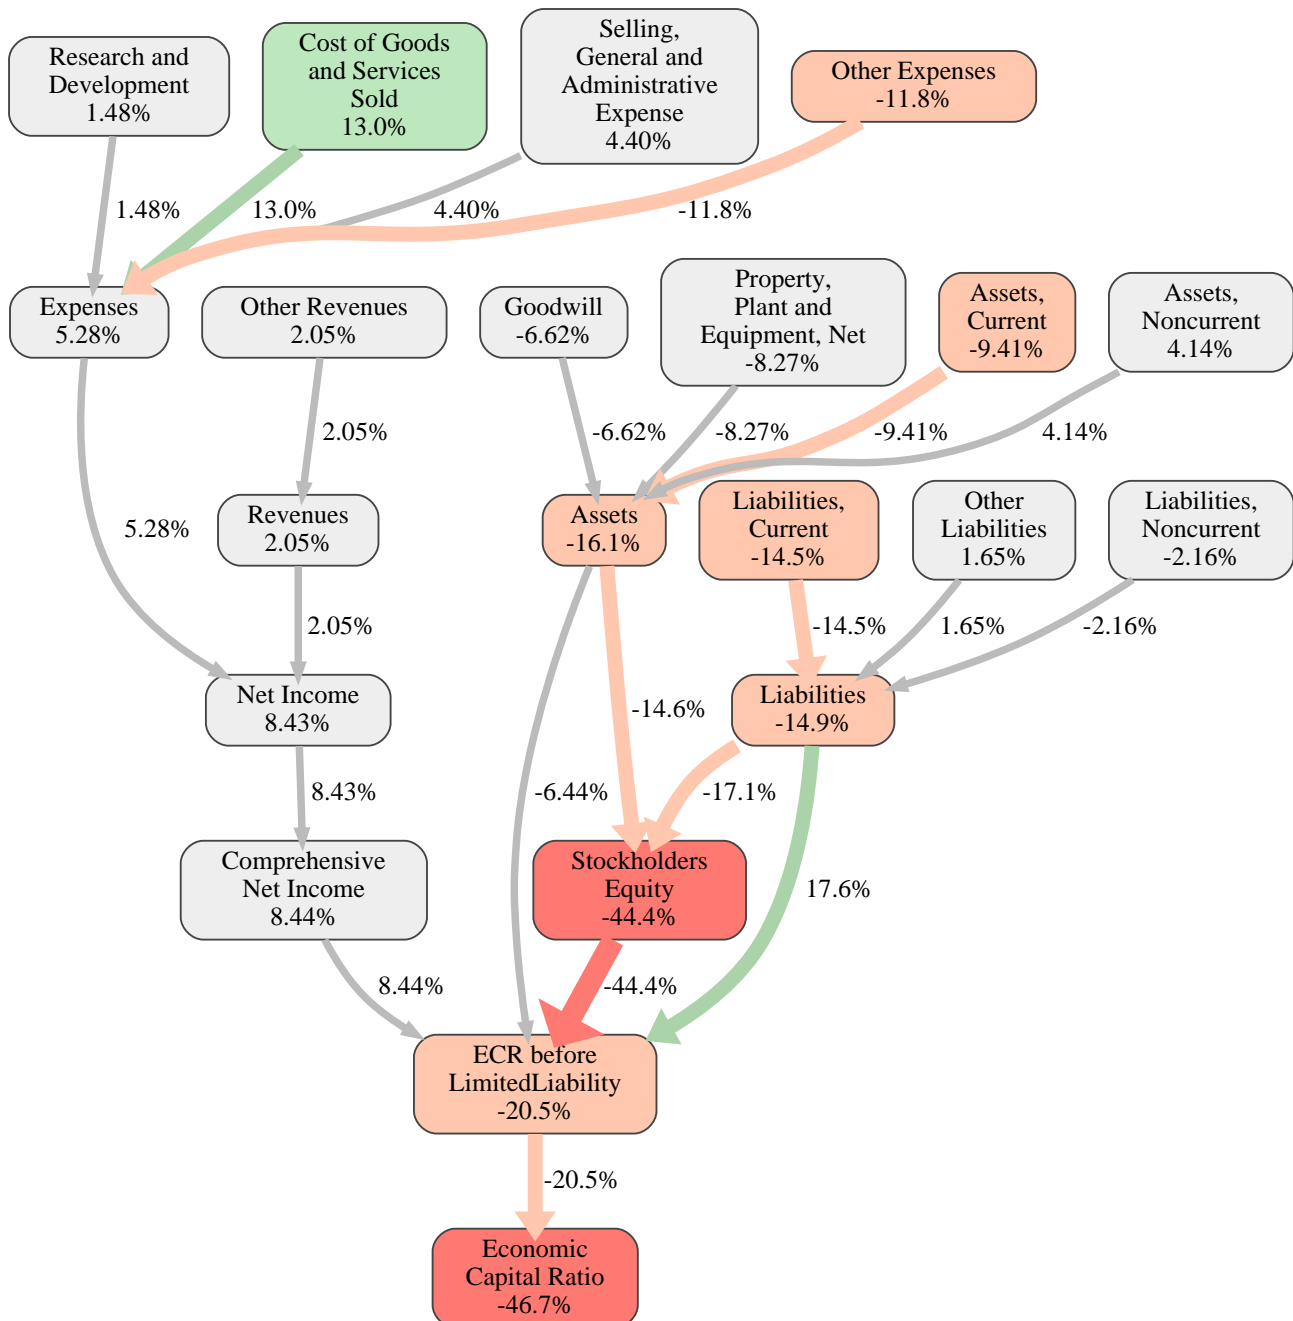 Research and
Development
1.48%
Cost of Goods
and Services
Sold
13.0%
Selling,
General and
Administrative
Expense
4.40%
Other Expenses
-11.8%
1.48%
13.0%
4.40%
-11.8%
Expenses
5.28%
Other Revenues
2.05%
Goodwill
-6.62%
Property,
Plant and
Equipment, Net
-8.27%
Assets,
Current
-9.41%
Assets,
Noncurrent
4.14%
2.05%
-6.62%
-8.27%
-9.41%
4.14%
5.28%
Revenues
2.05%
Assets
-16.1%
Liabilities,
Current
-14.5%
Other
Liabilities
1.65%
Liabilities,
Noncurrent
-2.16%
2.05%
-14.5%
1.65%
-2.16%
Net Income
8.43%
-14.6%
Liabilities
-14.9%
8.43%
-6.44%
-17.1%
Comprehensive
Net Income
8.44%
Stockholders
Equity
-44.4%
17.6%
8.44%
-44.4%
ECR before
LimitedLiability
-20.5%
-20.5%
Economic
Capital Ratio
-46.7%